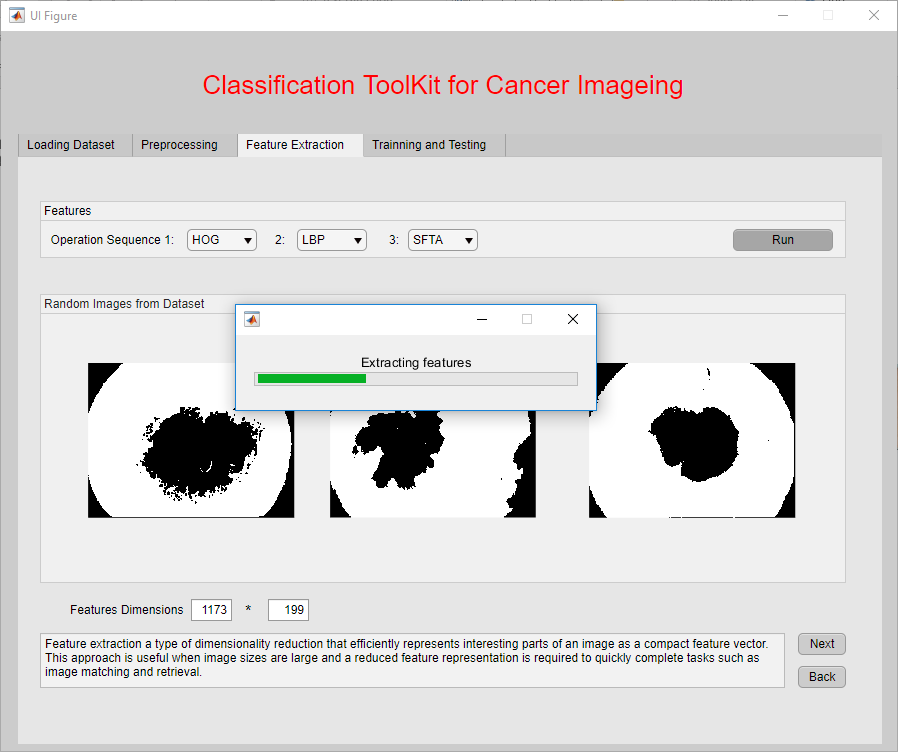 UI Figure
Classification ToolKit for Cancer Imageing
Loading Dataset Preprocessing Feature Extraction Trainning and Testing
Features
Operation Sequence 1: HOG 2: LBP 3: SFTA Run
Random Images from Dataset
Extracting features
Features Dimensions 1173 * 199
Feature extraction a type of dimensionality reduction that efficiently represents interesting parts of an image as a compact feature vector.
This approach is useful when image sizes are large and a reduced feature representation is required to quickly complete tasks such as
image matching and retrieval.
Next
Back